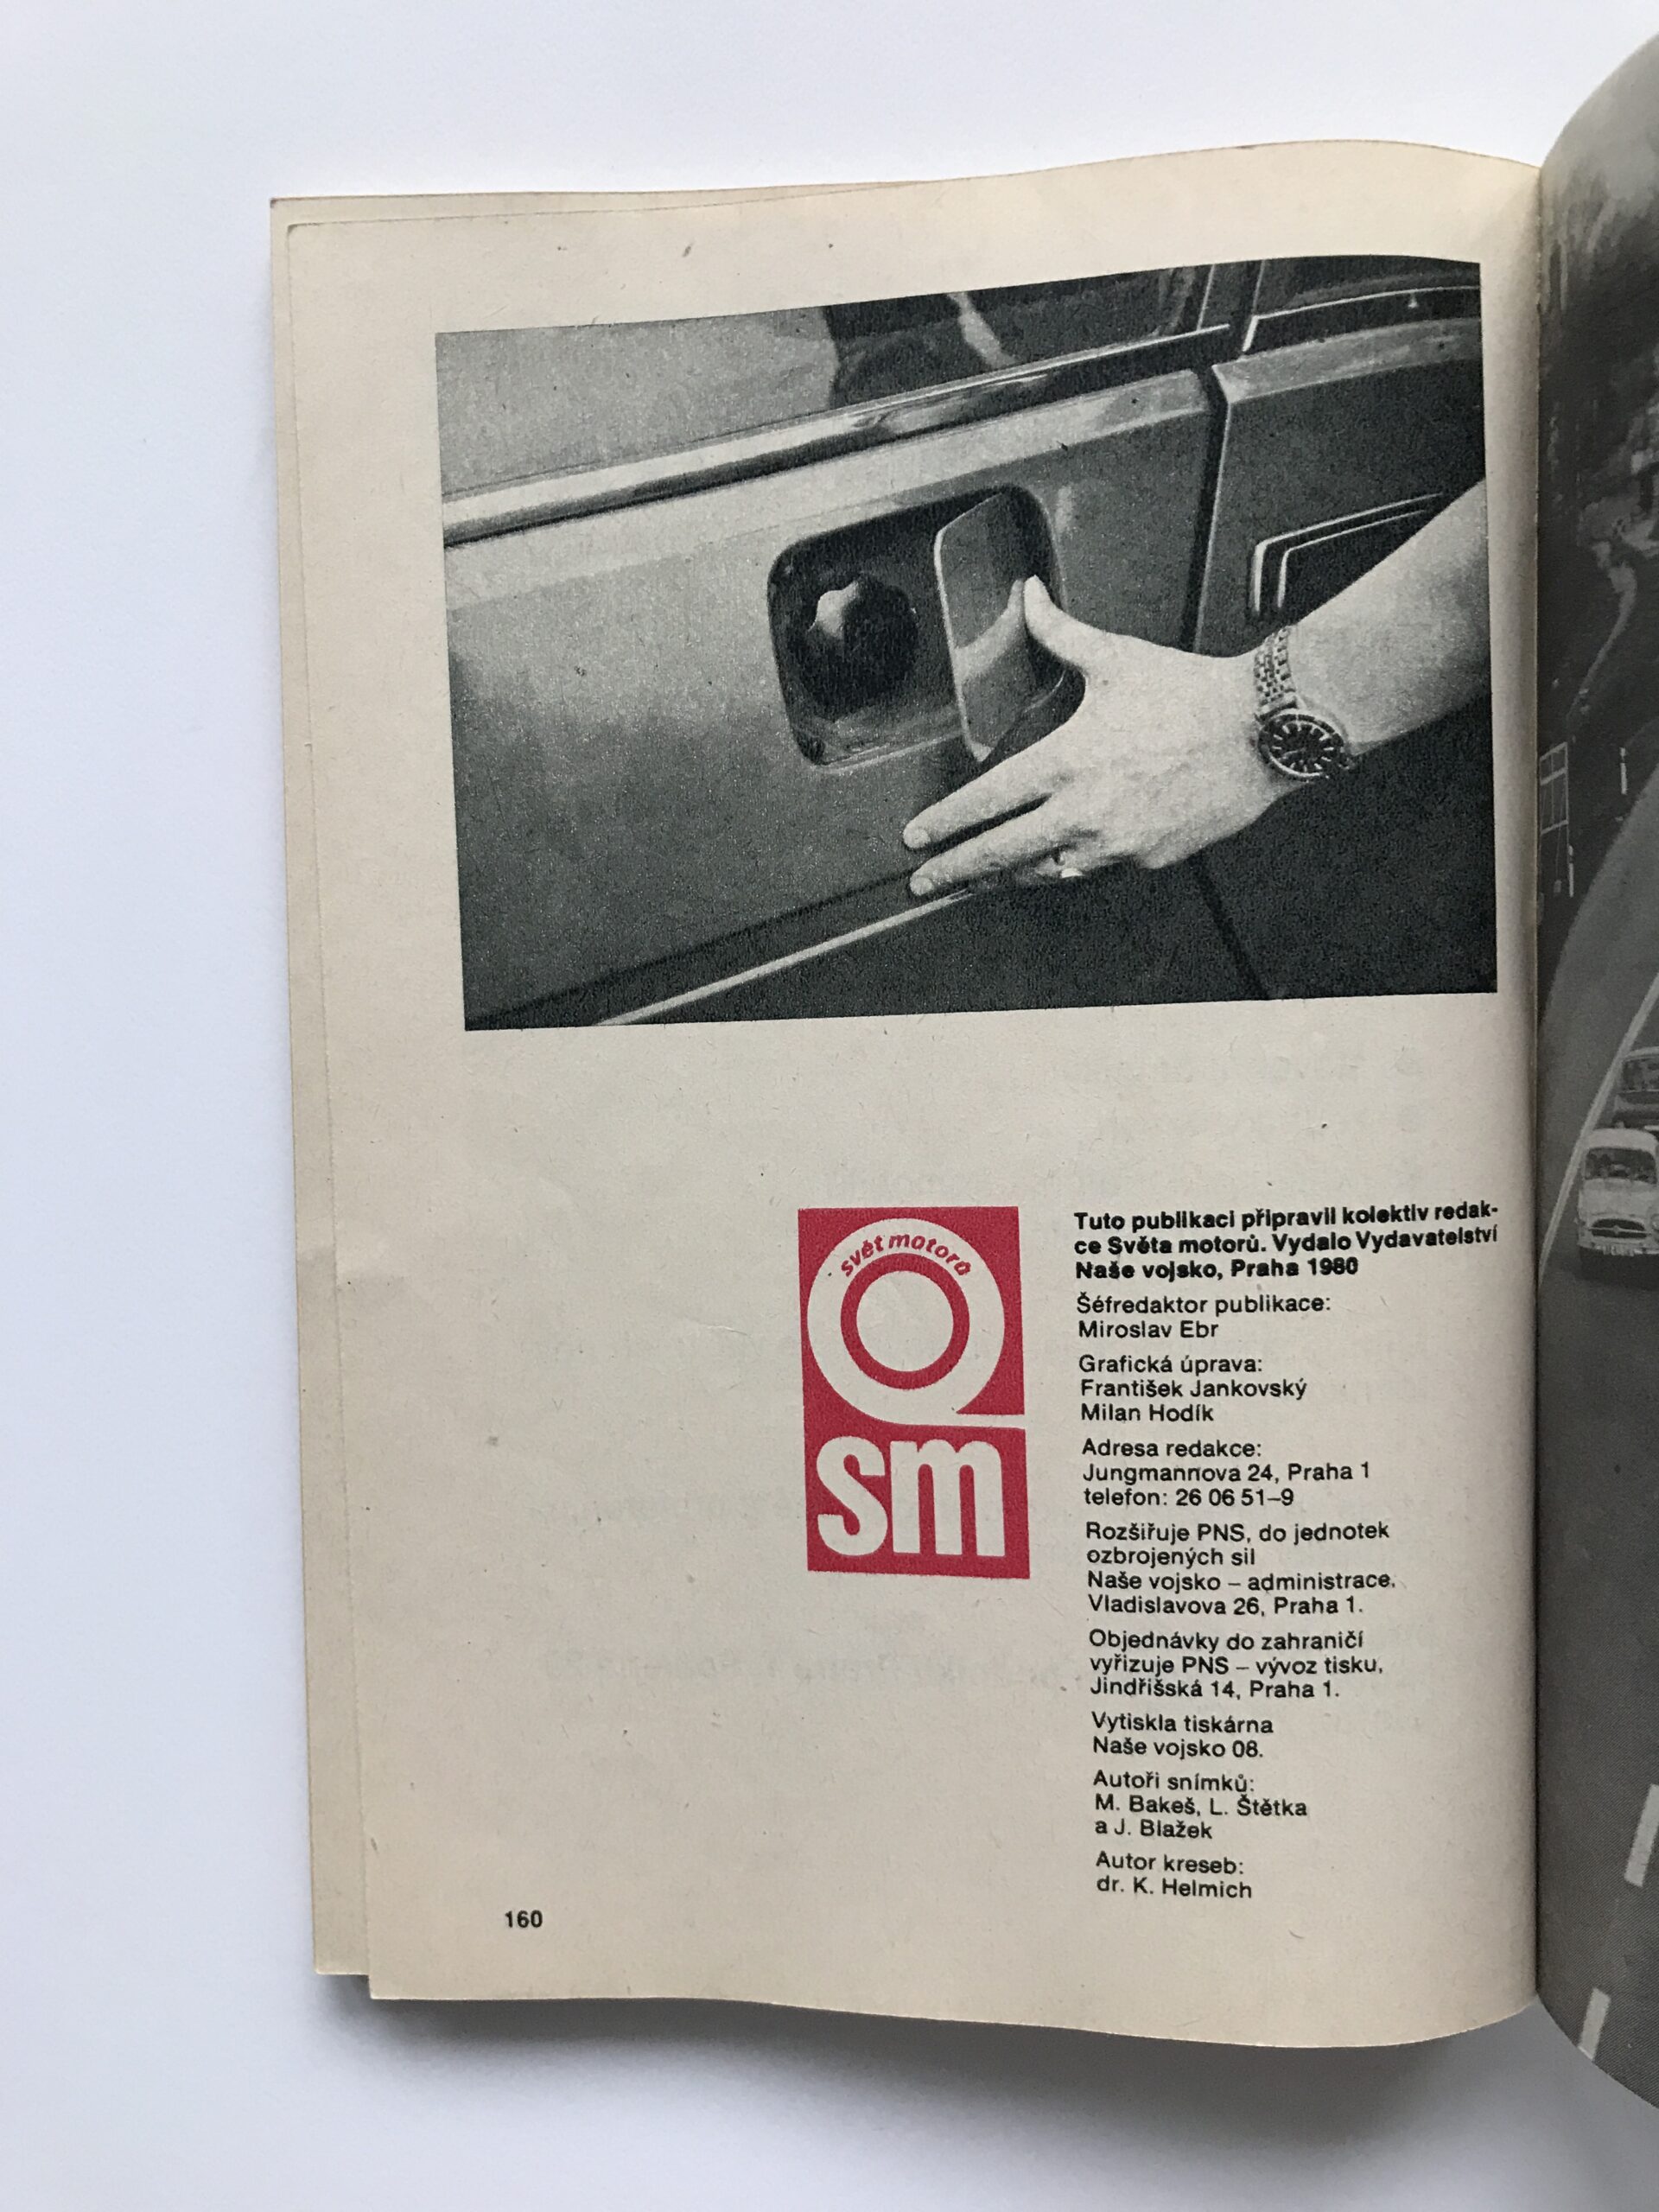 svět motorů
sm
Tuto publikaci připravil kolektiv redak-
ce Světa motorů. Vydalo Vydavatelství
Naše vojsko, Praha 1980
Šéfredaktor publikace:
Miroslav Ebr
Grafická úprava:
František Jankovský
Milan Hodík
Adresa redakce:
Jungmannova 24, Praha 1
telefon: 26 06 51–9
Rozšiřuje PNS, do jednotek
ozbrojených sil
Naše vojsko – administrace,
Vladislavova 26, Praha 1.
Objednávky do zahraničí
vyřizuje PNS – vývoz tisku,
Jindřišská 14, Praha 1.
Vytiskla tiskárna
Naše vojsko 08.
Autoři snímků:
M. Bakeš, L. Štětka
a J. Blažek
Autor kreseb:
dr. K. Helmich
160